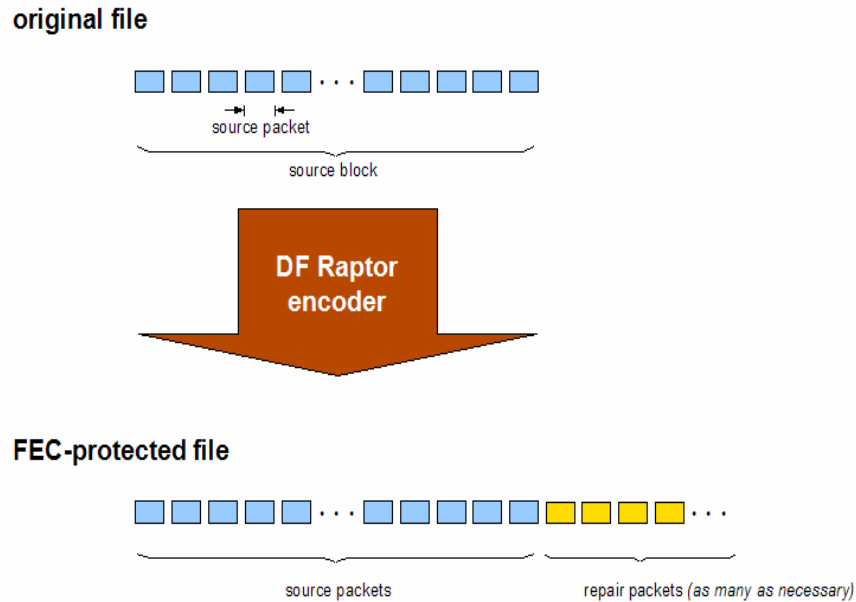 original file
. . .
source packet
source block
DF Raptor
encoder
FEC-protected file
. . .
. . .
source packets
repair packets (as many as necessary)